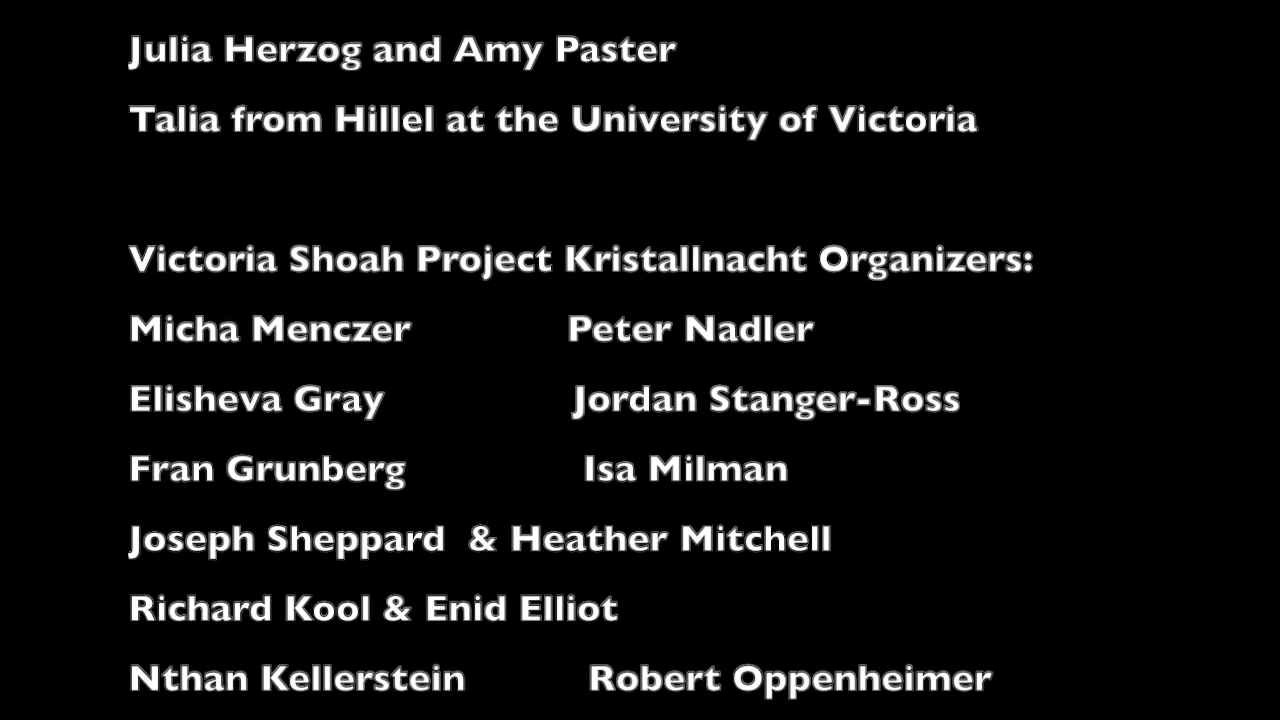 Julia Herzog and Amy Paster
Talia from Hillel at the University of Victoria
Victoria Shoah Project Kristallnacht Organizers:
Micha Menczer Peter Nadler
Elisheva Gray Jordan Stanger-Ross
Fran Grunberg Isa Milman
Joseph Sheppard & Heather Mitchell
Richard Kool & Enid Elliot
Nthan Kellerstein Robert Oppenheimer